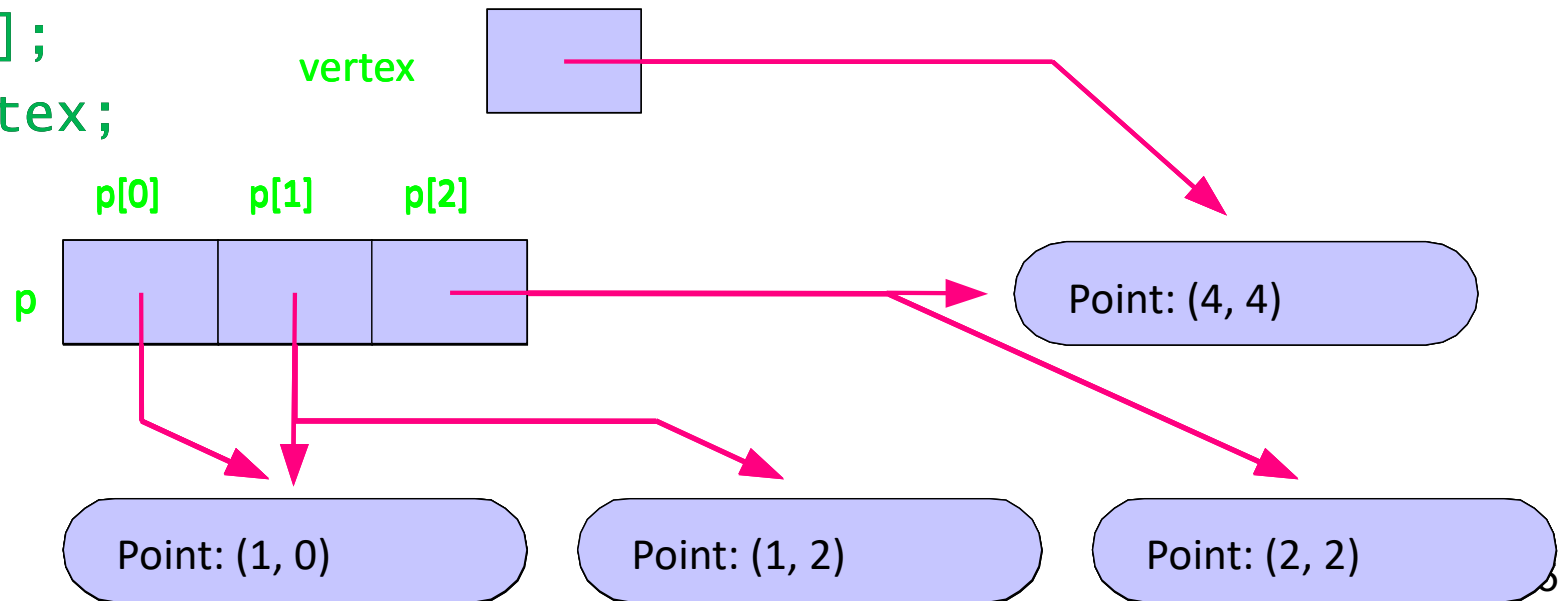 ];
vertex
tex;
p[0] p[1] p[2]
p
Point: (4, 4)
Point: (1, 0)
Point: (1, 2)
Point: (2, 2)